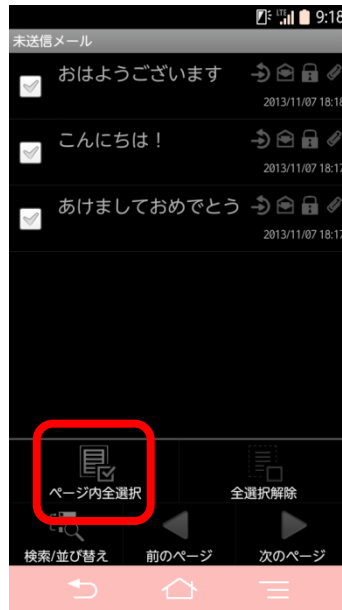 LTE 9:18
未送信メール
おはようございます
2013/11/07 18:18
こんにちは！
2013/11/07 18:17
あけましておめでとう
2013/11/07 18:17
ページ内全選択 全選択解除
検索/並び替え 前のページ 次のページ